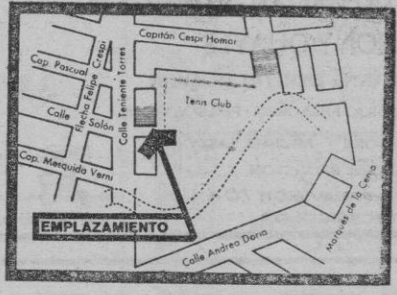 Capitán Cespi Homar
Cap. Pascual
Flecha Felipe Crespi
Calle Teniente Torres
Tenis Club
Calle Salón
Cap. Mesquida Verni
EMPLAZAMIENTO
Calle Andrea Doria
Marqués de la Cenia